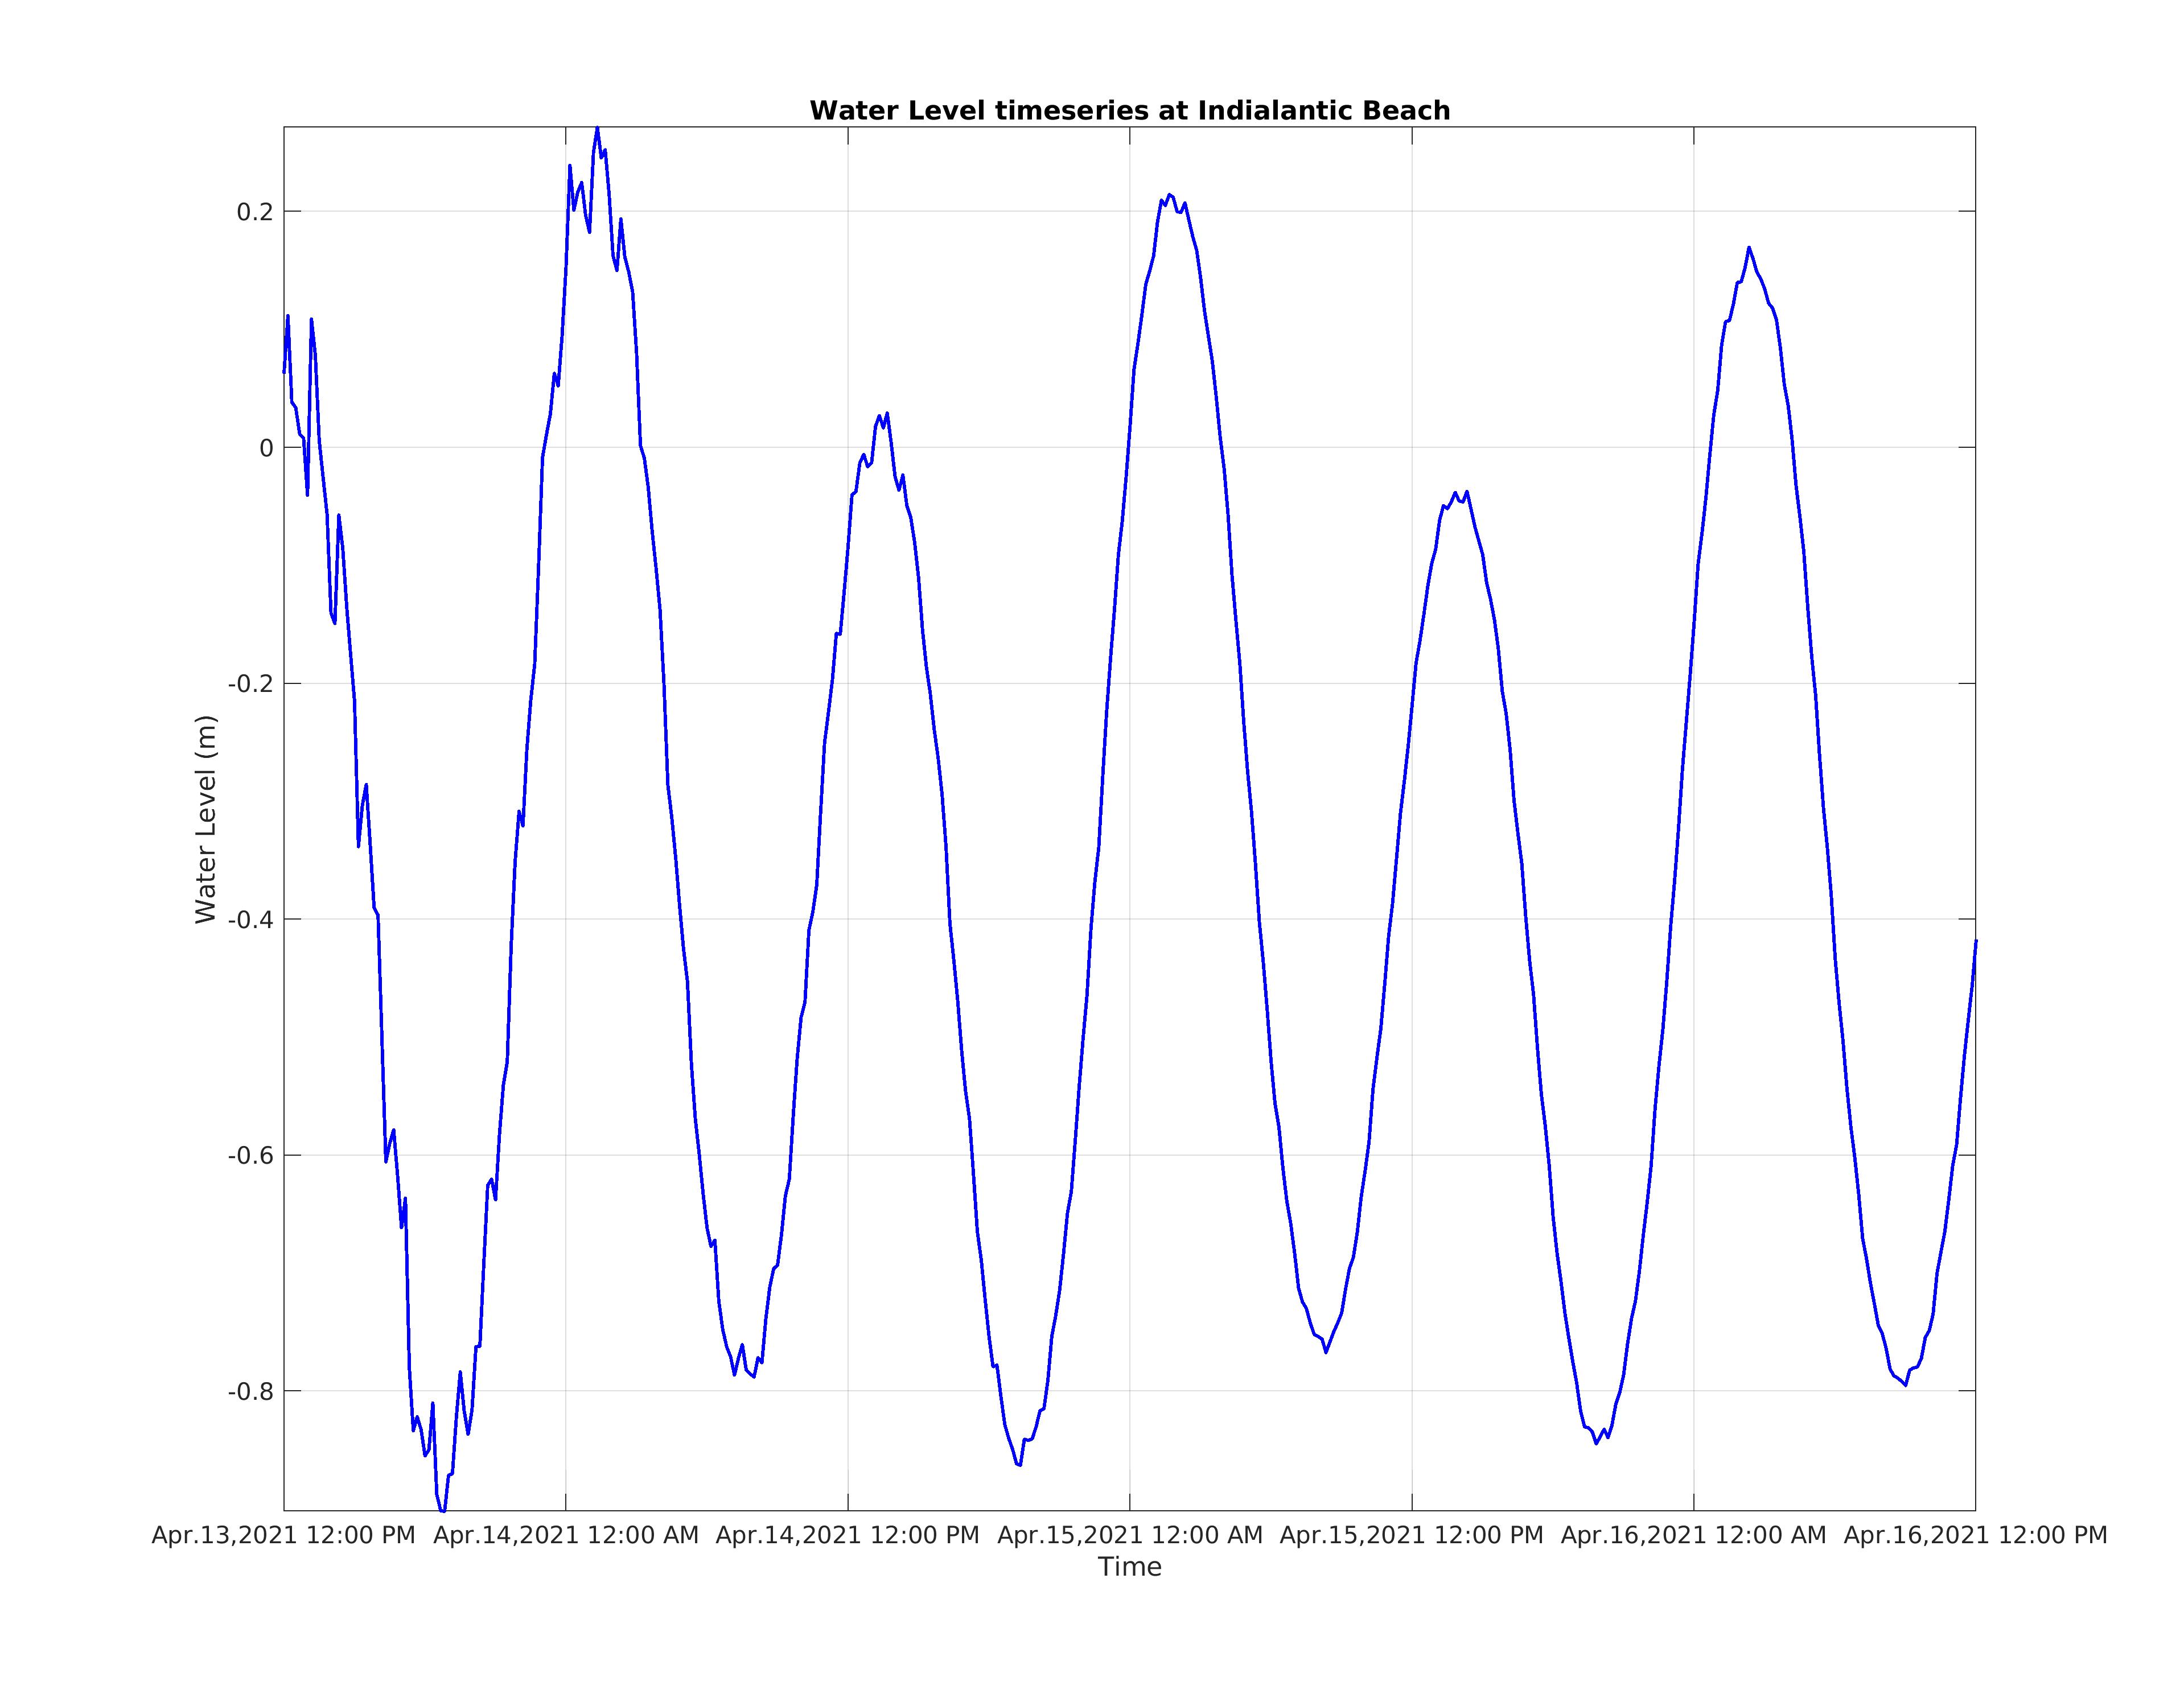 Water Level timeseries at Indialantic Beach
0.2
0
-0.2
-0.4
-0.6
-0.8
Water Level (m)
Apr.13,2021 12:00 PM Apr.14,2021 12:00 AM Apr.14,2021 12:00 PM Apr.15,2021 12:00 AM Apr.15,2021 12:00 PM Apr.16,2021 12:00 AM Apr.16,2021 12:00 PM
Time